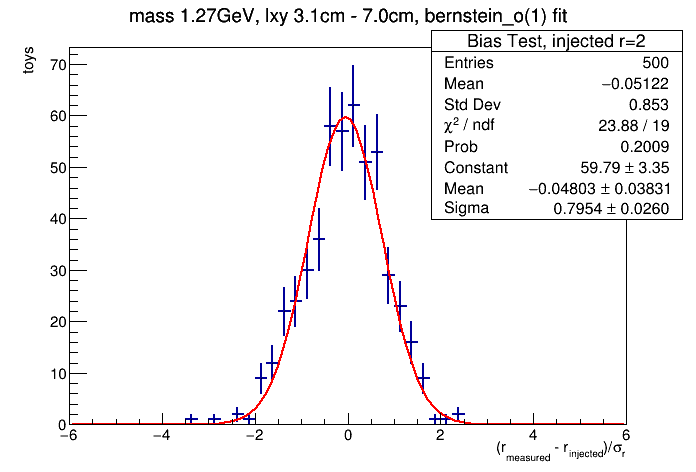 mass 1.27GeV, lxy 3.1cm - 7.0cm, bernstein_o(1) fit
toys
Bias Test, injected r=2
Entries 500
Mean −0.05122
Std Dev 0.853
χ² / ndf 23.88 / 19
Prob 0.2009
Constant 59.79 ± 3.35
Mean −0.04803 ± 0.03831
Sigma 0.7954 ± 0.0260
70
60
50
40
30
20
10
0
−6 −4 −2 0 2 4 6
(r_measured - r_injected)/σ_r